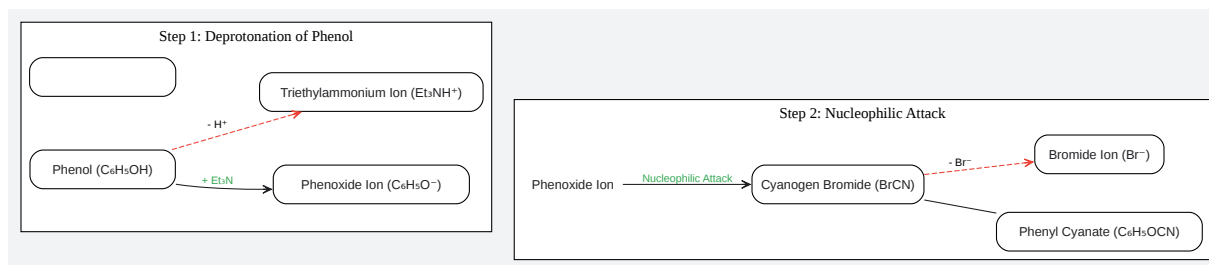 Step 1: Deprotonation of Phenol
Triethylammonium Ion (Et₃NH⁺)
- H⁺
Phenol (C₆H₅OH)
+ Et₃N
Phenoxide Ion (C₆H₅O⁻)
Step 2: Nucleophilic Attack
Phenoxide Ion
Nucleophilic Attack
Cyanogen Bromide (BrCN)
- Br⁻
Bromide Ion (Br⁻)
Phenyl Cyanate (C₆H₅OCN)